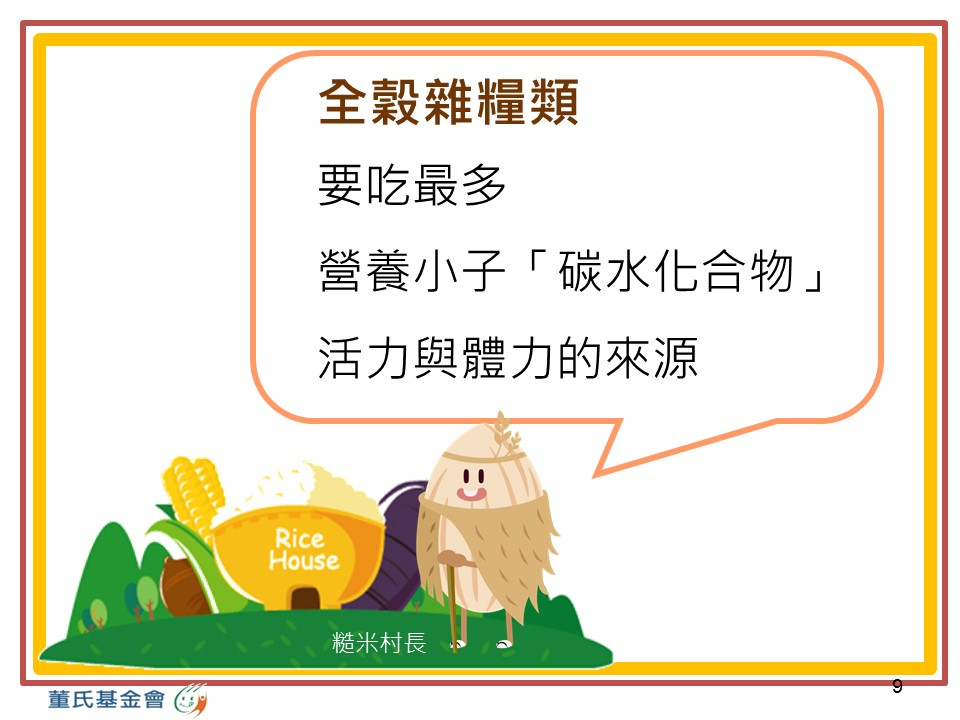 全穀雜糧類
要吃最多
營養小子「碳水化合物」
活力與體力的來源
Rice
House
糙米村長
董氏基金會
9